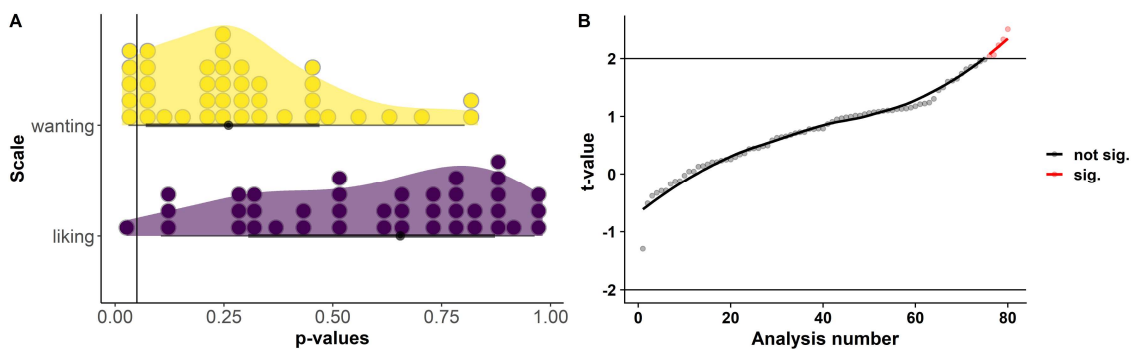 A
Scale
wanting
liking
0.00
0.25
0.50
0.75
1.00
p-values
B
t-value
2
1
0
-1
-2
0
20
40
60
80
Analysis number
not sig.
sig.